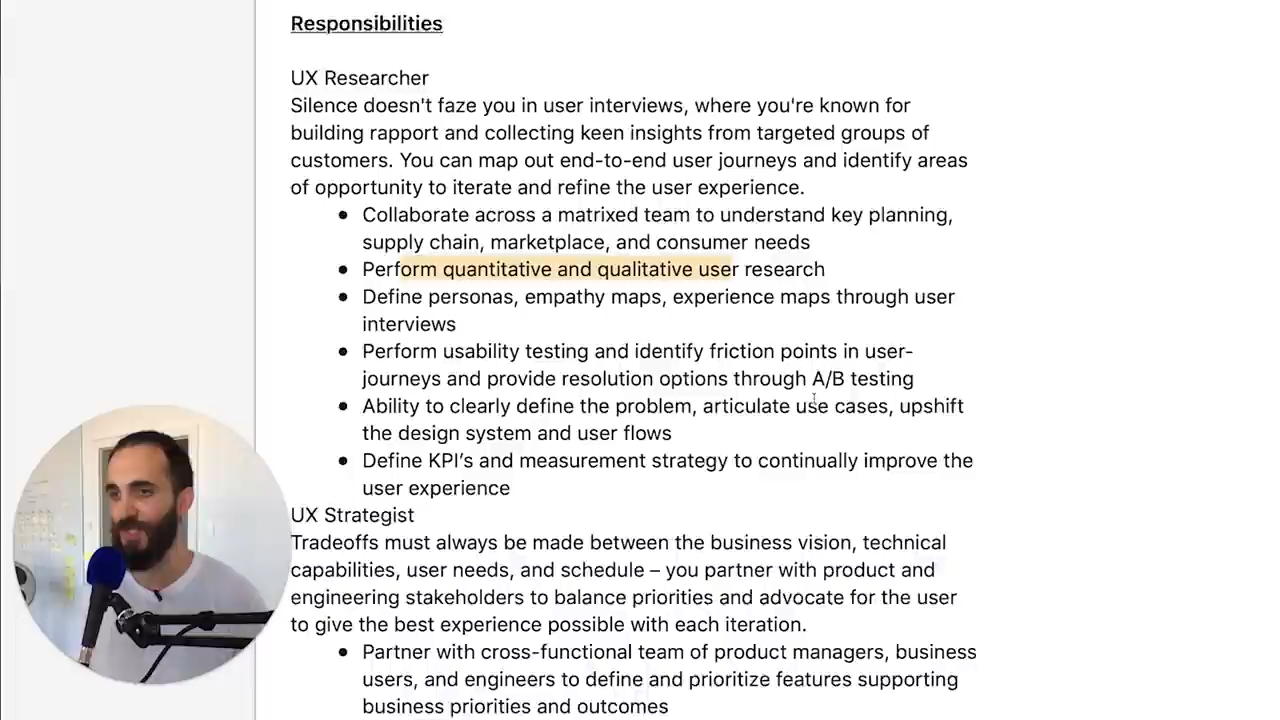 Responsibilities
UX Researcher
Silence doesn't faze you in user interviews, where you're known for
building rapport and collecting keen insights from targeted groups of
customers. You can map out end-to-end user journeys and identify areas
of opportunity to iterate and refine the user experience.
● Collaborate across a matrixed team to understand key planning,
supply chain, marketplace, and consumer needs
● Perform quantitative and qualitative user research
● Define personas, empathy maps, experience maps through user
interviews
● Perform usability testing and identify friction points in user-
journeys and provide resolution options through A/B testing
● Ability to clearly define the problem, articulate use cases, upshift
the design system and user flows
● Define KPI’s and measurement strategy to continually improve the
user experience
UX Strategist
Tradeoffs must always be made between the business vision, technical
capabilities, user needs, and schedule – you partner with product and
engineering stakeholders to balance priorities and advocate for the user
to give the best experience possible with each iteration.
● Partner with cross-functional team of product managers, business
users, and engineers to define and prioritize features supporting
business priorities and outcomes